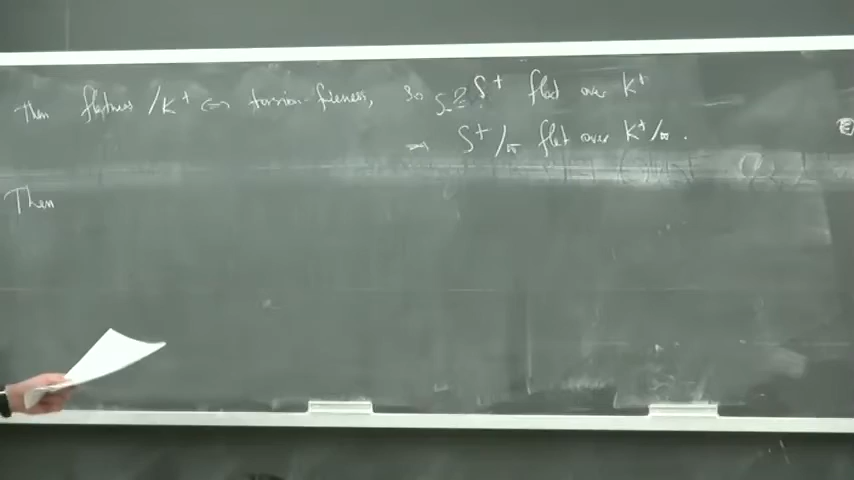 Then flatness /K⁺ ⇔ torsion-freeness, so S⊇S⁺ flat over K⁺
⇒ S⁺/π flat over K⁺/π.
Then